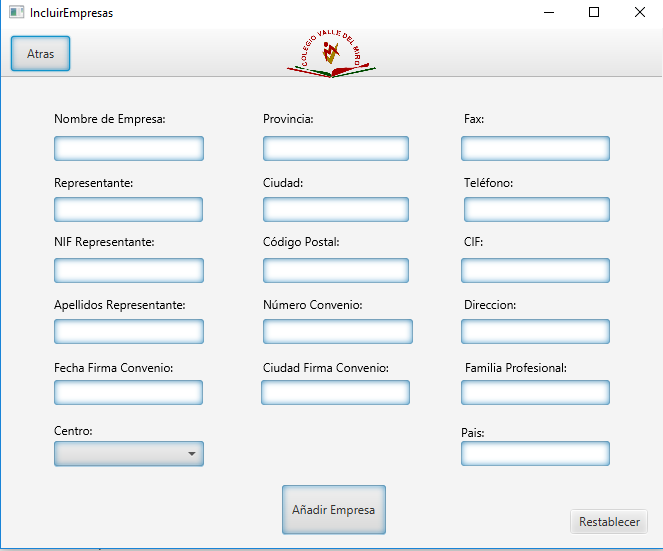 IncluirEmpresas
Atras
COLEGIO VALLE DEL MIRO
Nombre de Empresa: Provincia: Fax:
Representante: Ciudad: Teléfono:
NIF Representante: Código Postal: CIF:
Apellidos Representante: Número Convenio: Direccion:
Fecha Firma Convenio: Ciudad Firma Convenio: Familia Profesional:
Centro: Pais:
Añadir Empresa
Restablecer